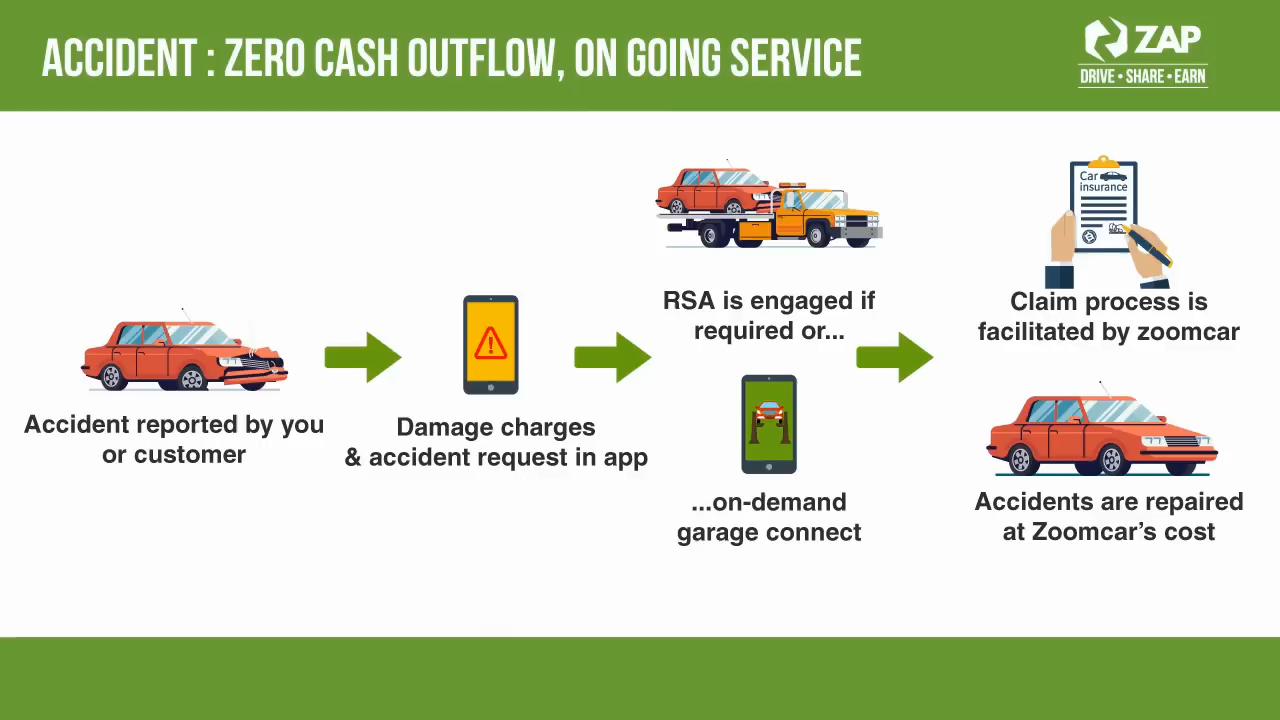 ACCIDENT : ZERO CASH OUTFLOW, ON GOING SERVICE
ZAP
DRIVE • SHARE • EARN
Accident reported by you
or customer
Damage charges
& accident request in app
RSA is engaged if
required or...
...on-demand
garage connect
Car
insurance
Claim process is
facilitated by zoomcar
Accidents are repaired
at Zoomcar’s cost